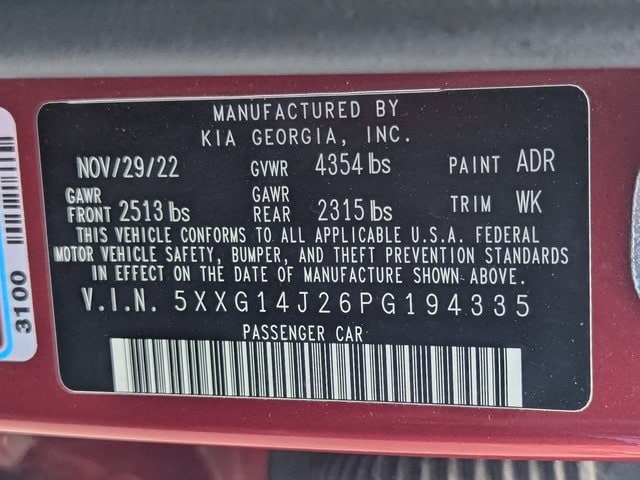 MANUFACTURED BY
KIA GEORGIA, INC.
NOV/29/22 GVWR 4354 lbs PAINT ADR
GAWR FRONT 2513 lbs GAWR REAR 2315 lbs TRIM WK
THIS VEHICLE CONFORMS TO ALL APPLICABLE U.S.A. FEDERAL
MOTOR VEHICLE SAFETY, BUMPER, AND THEFT PREVENTION STANDARDS
IN EFFECT ON THE DATE OF MANUFACTURE SHOWN ABOVE.
V.I.N. 5XXG14J26PG194335
PASSENGER CAR
3100